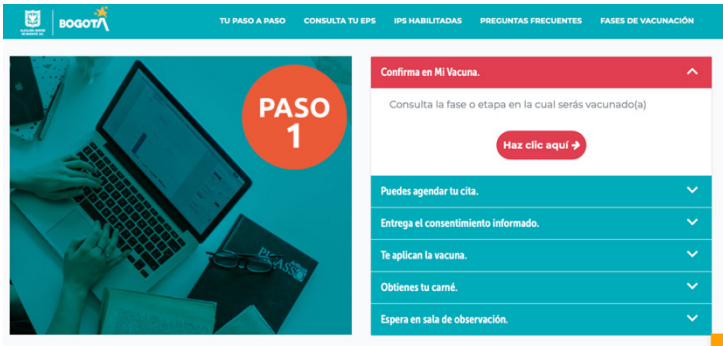 BOGOTÁ
TU PASO A PASO
CONSULTA TU EPS
IPS HABILITADAS
PREGUNTAS FRECUENTES
FASES DE VACUNACIÓN
PASO
1
PICASSO
Confirma en Mi Vacuna.
Consulta la fase o etapa en la cual serás vacunado(a)
Haz clic aquí →
Puedes agendar tu cita.
Entrega el consentimiento informado.
Te aplican la vacuna.
Obtienes tu carné.
Espera en sala de observación.